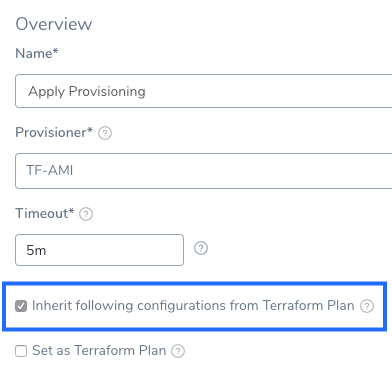 Overview
Name*
Apply Provisioning
Provisioner* ?
TF-AMI
Timeout* ?
5m ?
Inherit following configurations from Terraform Plan ?
Set as Terraform Plan ?